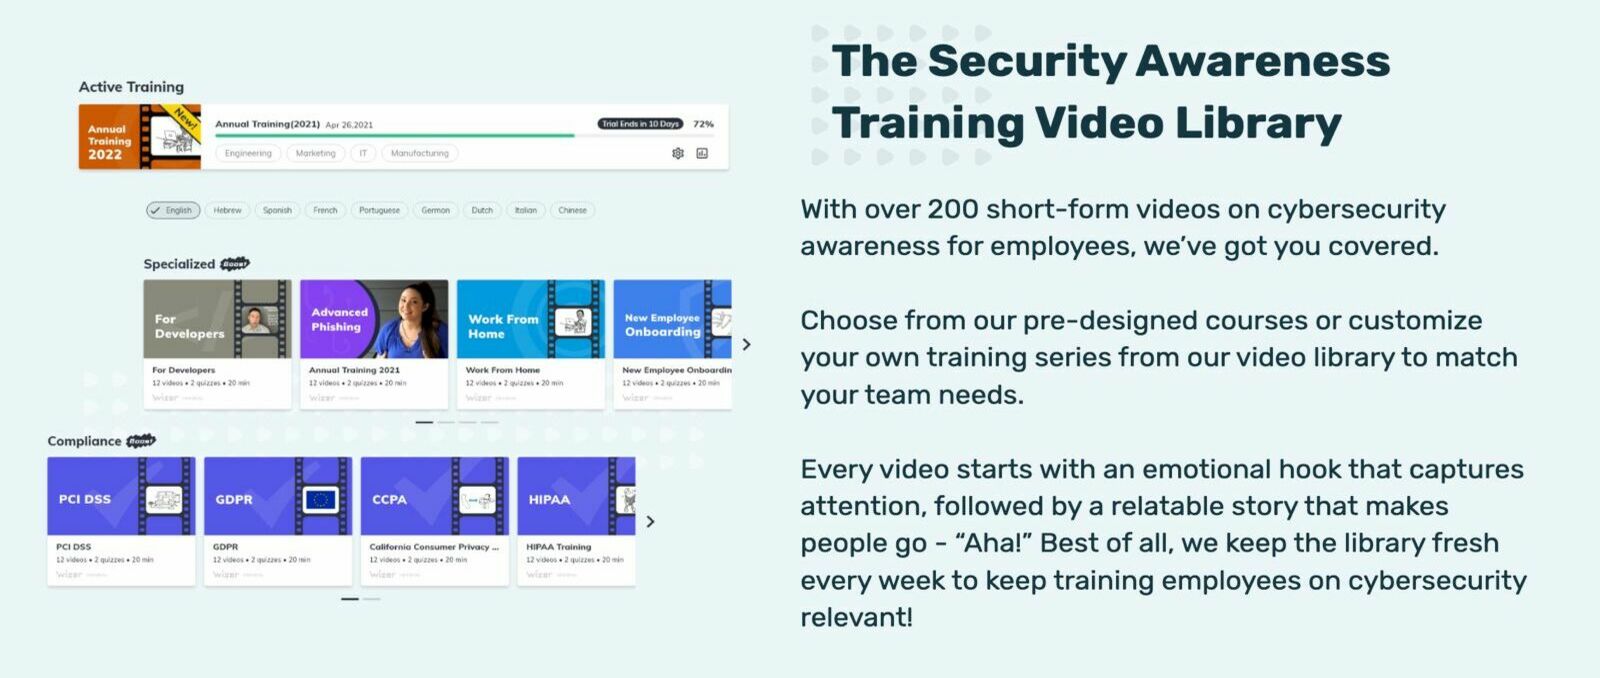 Active Training
Annual
Training
2022
New!
Annual Training(2021) Apr 26,2021
Trial Ends in 10 Days 72%
Engineering Marketing IT Manufacturing
English Hebrew Spanish French Portuguese German Dutch Italian Chinese
Specialized Boost
For
Developers
Advanced
Phishing
Work From
Home
New Employee
Onboarding
For Developers
12 videos • 2 quizzes • 20 min
wizer
Annual Training 2021
12 videos • 2 quizzes • 20 min
wizer
Work From Home
12 videos • 2 quizzes • 20 min
wizer
New Employee Onboardin
12 videos • 2 quizzes • 20 min
wizer
Compliance Boost
PCI DSS
GDPR
CCPA
HIPAA
PCI DSS
12 videos • 2 quizzes • 20 min
wizer
GDPR
12 videos • 2 quizzes • 20 min
wizer
California Consumer Privacy ...
12 videos • 2 quizzes • 20 min
wizer
HIPAA Training
12 videos • 2 quizzes • 20 min
wizer
The Security Awareness
Training Video Library
With over 200 short-form videos on cybersecurity
awareness for employees, we’ve got you covered.
Choose from our pre-designed courses or customize
your own training series from our video library to match
your team needs.
Every video starts with an emotional hook that captures
attention, followed by a relatable story that makes
people go - “Aha!” Best of all, we keep the library fresh
every week to keep training employees on cybersecurity
relevant!